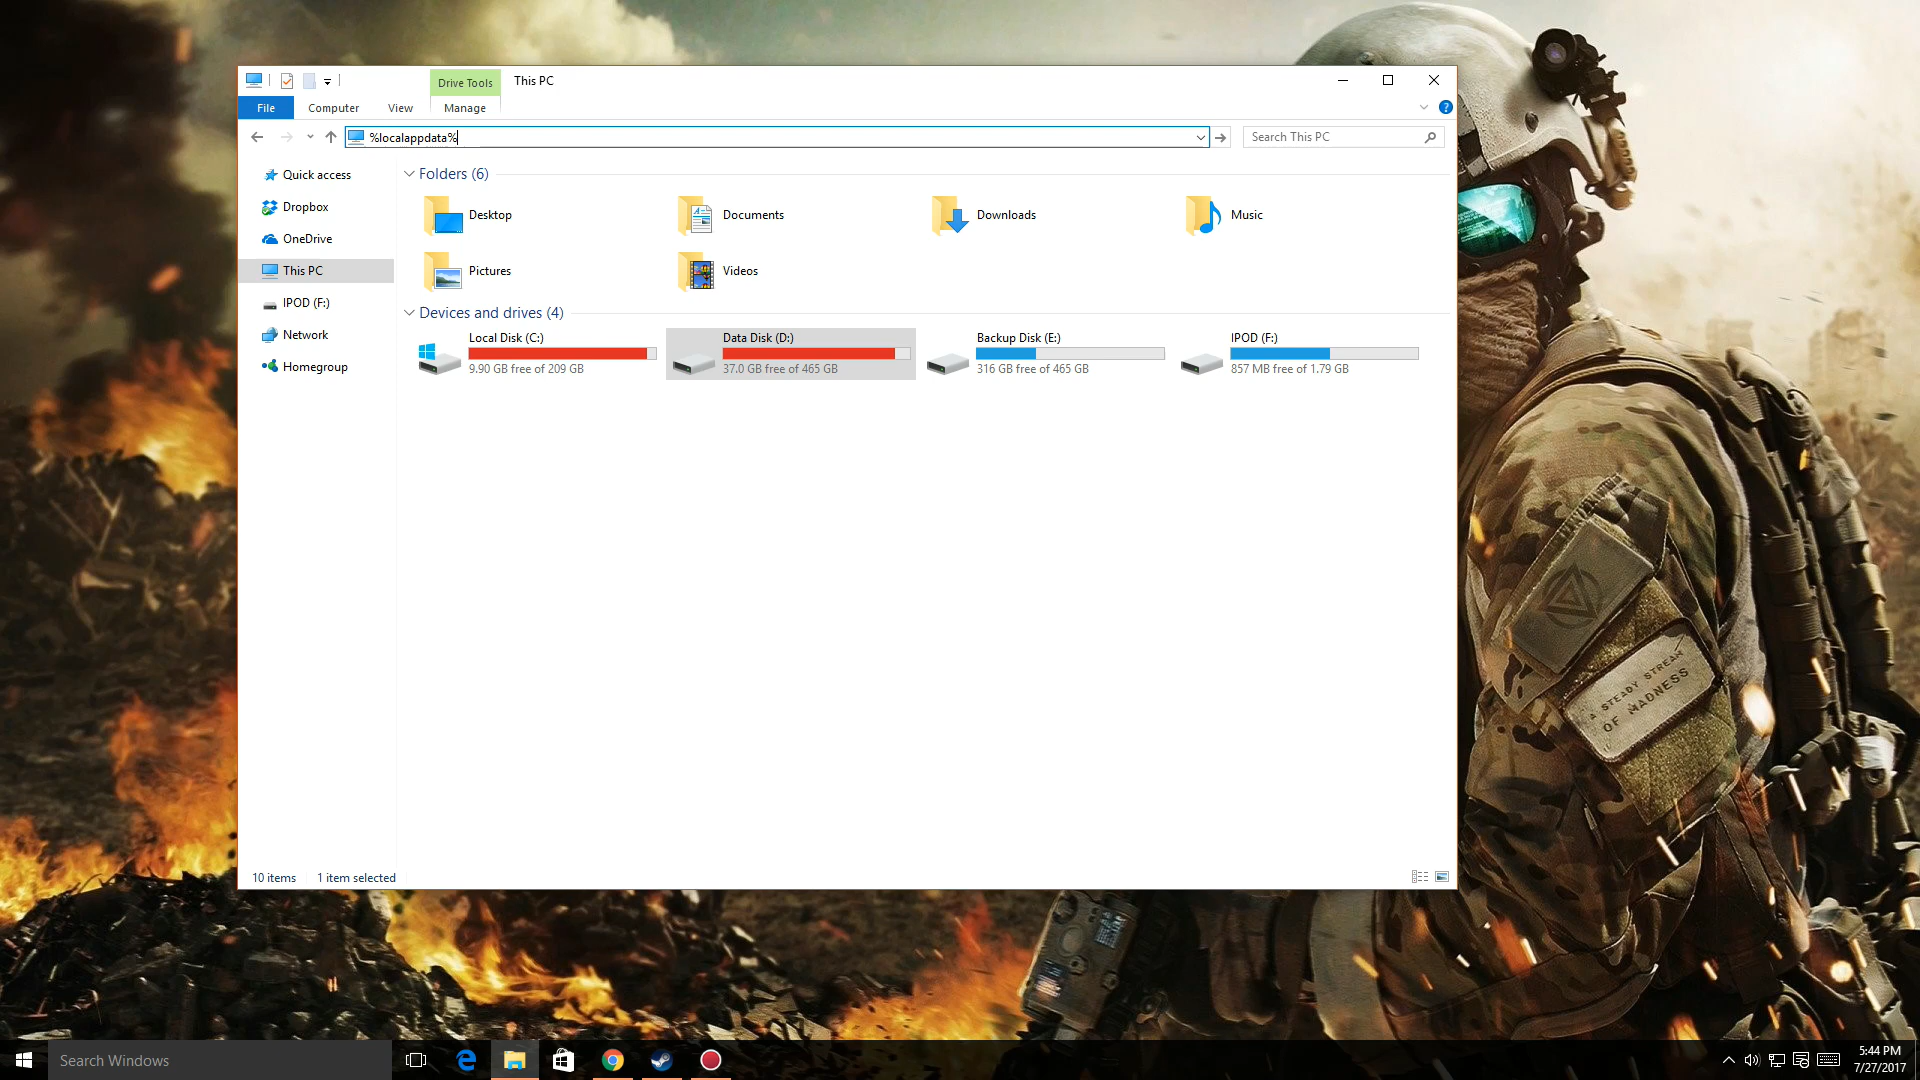 Drive Tools
This PC
File
Computer
View
Manage
%localappdata%
Search This PC
Quick access
Dropbox
OneDrive
This PC
IPOD (F:)
Network
Homegroup
Folders (6)
Desktop
Documents
Downloads
Music
Pictures
Videos
Devices and drives (4)
Local Disk (C:)
9.90 GB free of 209 GB
Data Disk (D:)
37.0 GB free of 465 GB
Backup Disk (E:)
316 GB free of 465 GB
IPOD (F:)
857 MB free of 1.79 GB
10 items
1 item selected
A STEADY STREAM
OF MADNESS
Search Windows
5:44 PM
7/27/2017